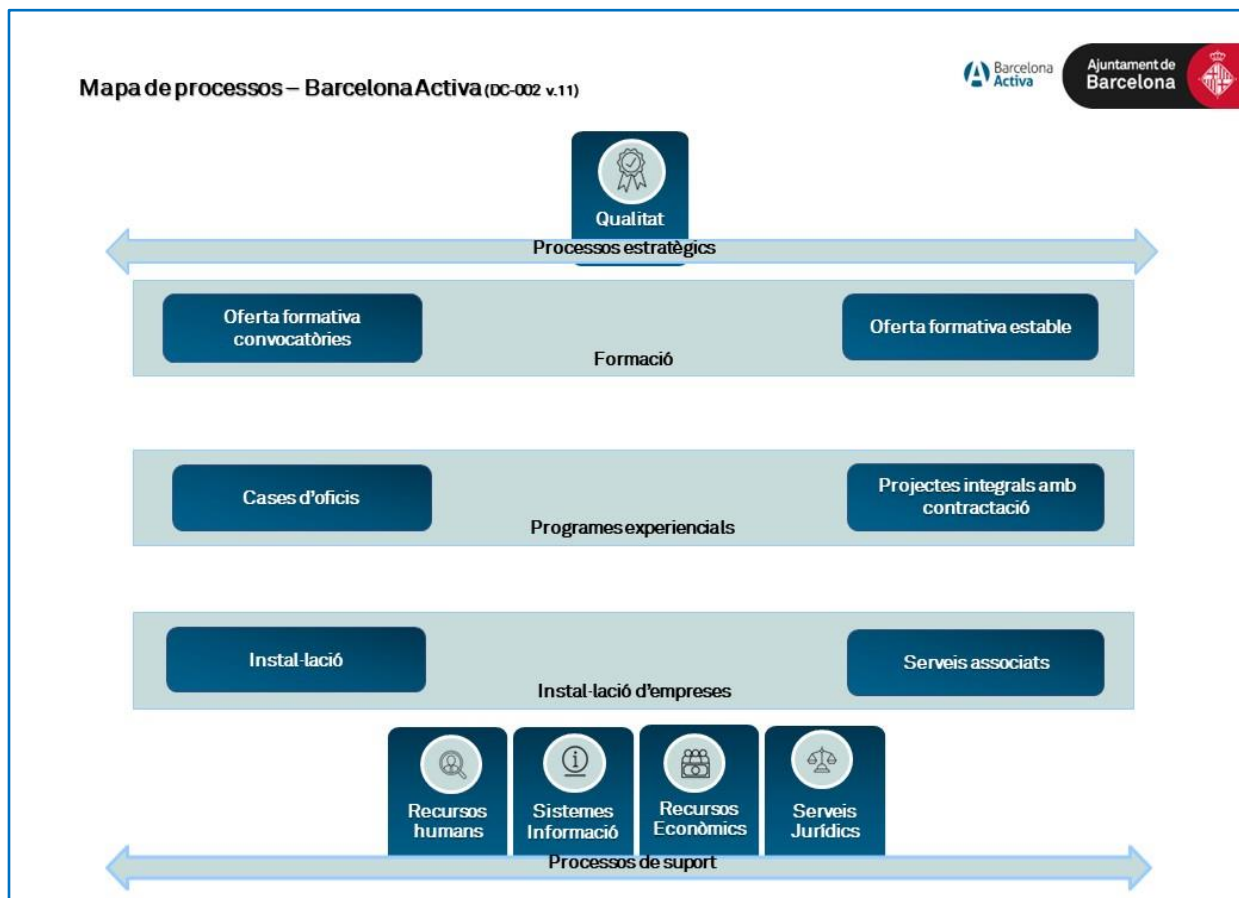 Mapa de processos – Barcelona Activa (DC-002 v.11)
Barcelona
Activa
Ajuntament de
Barcelona
Qualitat
Processos estratègics
Oferta formativa
convocatòries
Oferta formativa estable
Formació
Cases d’oficis
Projectes integrals amb
contractació
Programes experiencials
Instal·lació
Serveis associats
Instal·lació d’empreses
Recursos
humans
Sistemes
Informació
Recursos
Econòmics
Serveis
Jurídics
Processos de suport